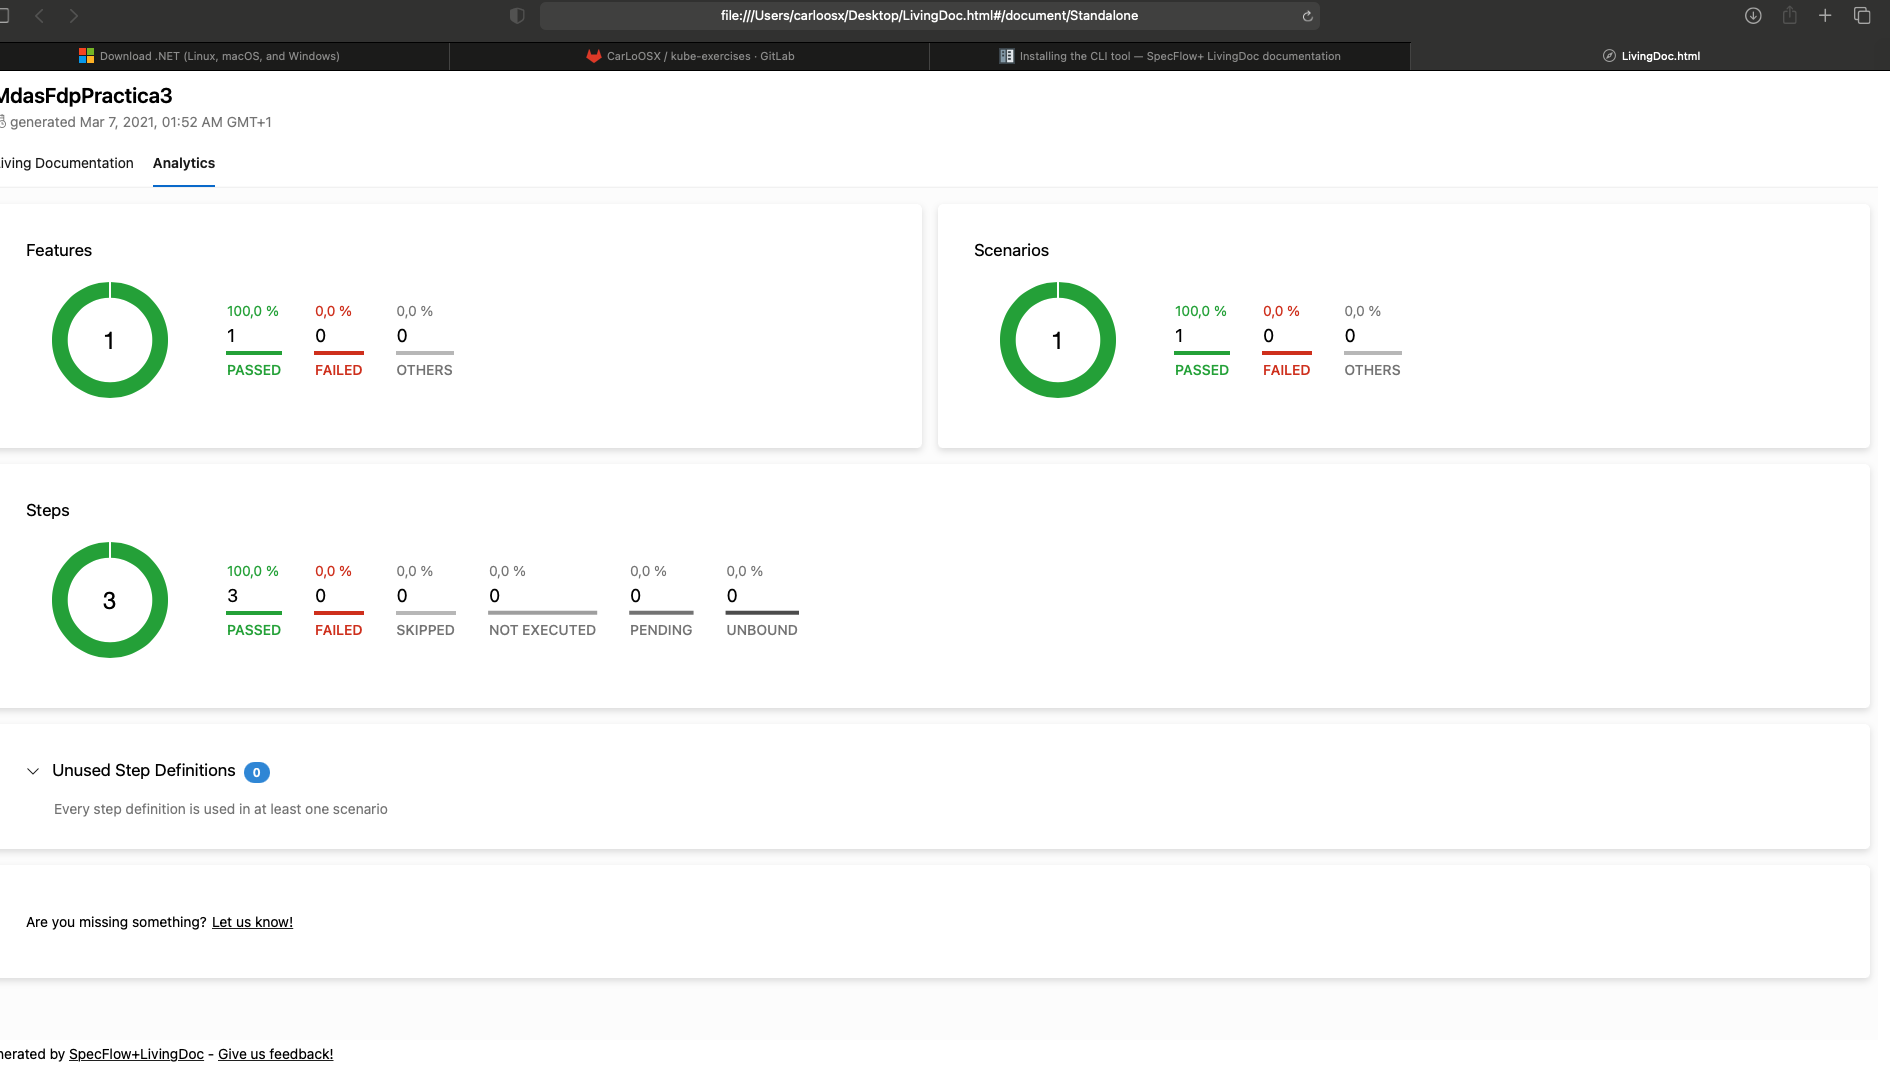 file:///Users/carloosx/Desktop/LivingDoc.html#/document/Standalone
Download .NET (Linux, macOS, and Windows)
CarLoOSX / kube-exercises · GitLab
Installing the CLI tool — SpecFlow+ LivingDoc documentation
LivingDoc.html
MdasFdpPractica3
generated Mar 7, 2021, 01:52 AM GMT+1
iving Documentation
Analytics
Features
1
100,0 %
0,0 %
0,0 %
1
0
0
PASSED
FAILED
OTHERS
Scenarios
1
100,0 %
0,0 %
0,0 %
1
0
0
PASSED
FAILED
OTHERS
Steps
3
100,0 %
0,0 %
0,0 %
0,0 %
0,0 %
0,0 %
3
0
0
0
0
0
PASSED
FAILED
SKIPPED
NOT EXECUTED
PENDING
UNBOUND
Unused Step Definitions 0
Every step definition is used in at least one scenario
Are you missing something? Let us know!
nerated by SpecFlow+LivingDoc - Give us feedback!